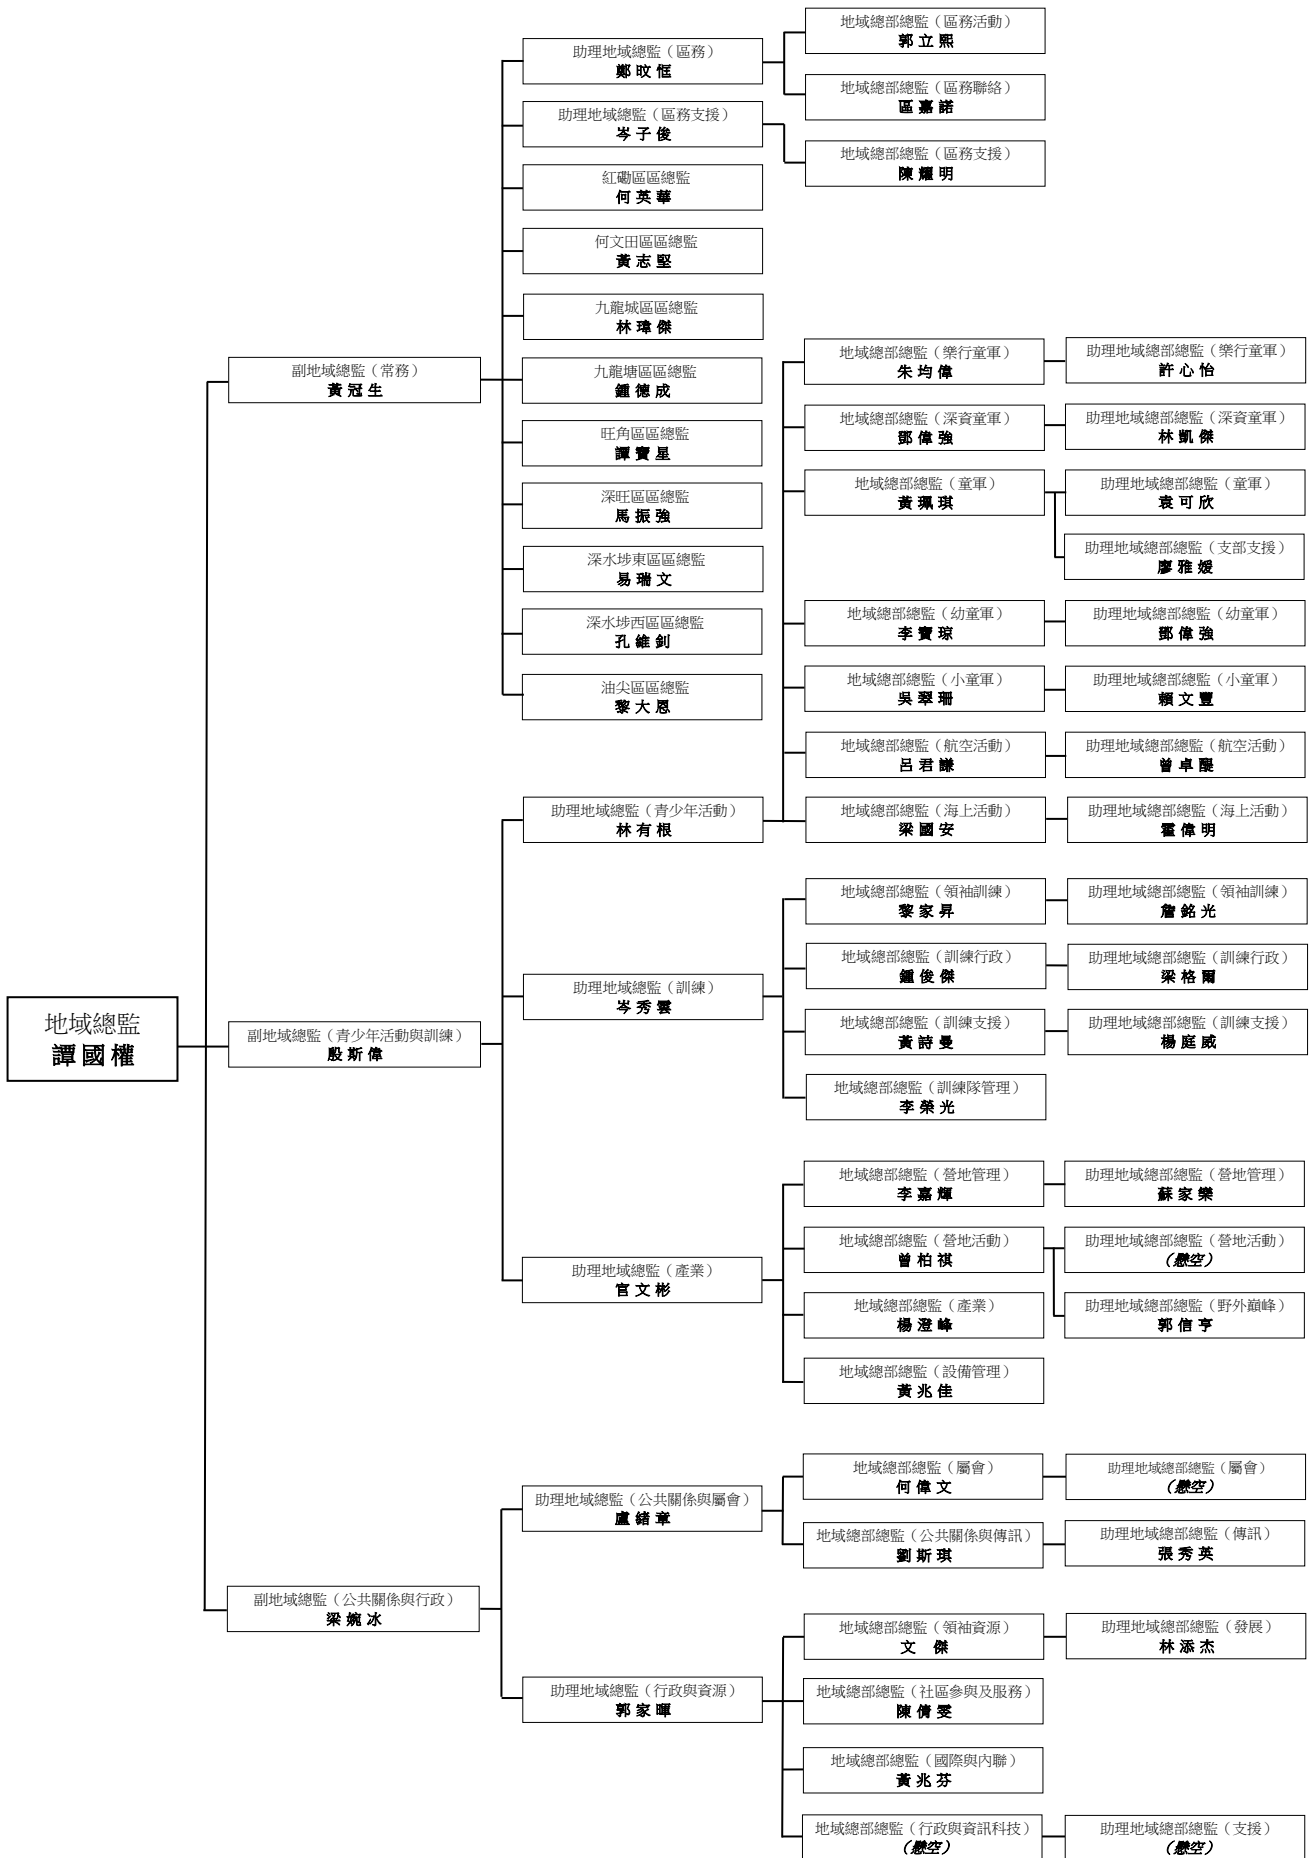 地域總部總監（區務活動）
郭立熙
助理地域總監（區務）
鄭旼恇
地域總部總監（區務聯絡）
區嘉諾
助理地域總監（區務支援）
岑子俊
地域總部總監（區務支援）
陳耀明
紅磡區區總監
何英華
何文田區區總監
黃志堅
九龍城區區總監
林瑋傑
副地域總監（常務）
黃冠生
九龍塘區區總監
鍾德成
旺角區區總監
譚寶星
深旺區區總監
馬振強
深水埗東區區總監
易瑞文
深水埗西區區總監
孔維釗
油尖區區總監
黎大恩
地域總部總監（樂行童軍）
朱均偉
助理地域總部總監（樂行童軍）
許心怡
地域總部總監（深資童軍）
鄧偉強
助理地域總部總監（深資童軍）
林凱傑
地域總部總監（童軍）
黃珮琪
助理地域總部總監（童軍）
袁可欣
助理地域總部總監（支部支援）
廖雅媛
地域總部總監（幼童軍）
李寶琼
助理地域總部總監（幼童軍）
鄧偉強
地域總部總監（小童軍）
吳翠珊
助理地域總部總監（小童軍）
賴文豐
地域總部總監（航空活動）
呂君謙
助理地域總部總監（航空活動）
曾卓醍
助理地域總監（青少年活動）
林有根
地域總部總監（海上活動）
梁國安
助理地域總部總監（海上活動）
霍偉明
地域總部總監（領袖訓練）
黎家昇
助理地域總部總監（領袖訓練）
詹銘光
地域總部總監（訓練行政）
鍾俊傑
助理地域總部總監（訓練行政）
梁格爾
助理地域總監（訓練）
岑秀雲
地域總監
譚國權
副地域總監（青少年活動與訓練）
殷斯偉
地域總部總監（訓練支援）
黃詩曼
助理地域總部總監（訓練支援）
楊庭威
地域總部總監（訓練隊管理）
李榮光
地域總部總監（營地管理）
李嘉輝
助理地域總部總監（營地管理）
蘇家樂
地域總部總監（營地活動）
曾柏祺
助理地域總部總監（營地活動）
（懸空）
助理地域總監（產業）
官文彬
地域總部總監（產業）
楊澄峰
助理地域總部總監（野外巔峰）
郭信亨
地域總部總監（設備管理）
黃兆佳
地域總部總監（屬會）
何偉文
助理地域總部總監（屬會）
（懸空）
助理地域總監（公共關係與屬會）
盧緒章
地域總部總監（公共關係與傳訊）
劉斯琪
助理地域總部總監（傳訊）
張秀英
副地域總監（公共關係與行政）
梁婉冰
地域總部總監（領袖資源）
文 傑
助理地域總部總監（發展）
林添杰
助理地域總監（行政與資源）
郭家暉
地域總部總監（社區參與及服務）
陳倩雯
地域總部總監（國際與內聯）
黃兆芬
地域總部總監（行政與資訊科技）
（懸空）
助理地域總部總監（支援）
（懸空）